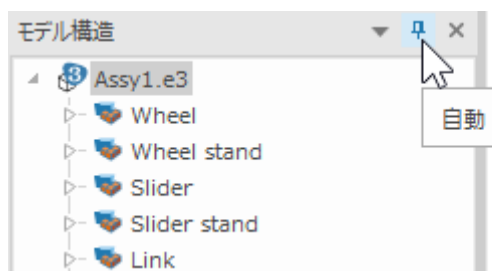 モデル構造
Assy1.e3
自動
Wheel
Wheel stand
Slider
Slider stand
Link